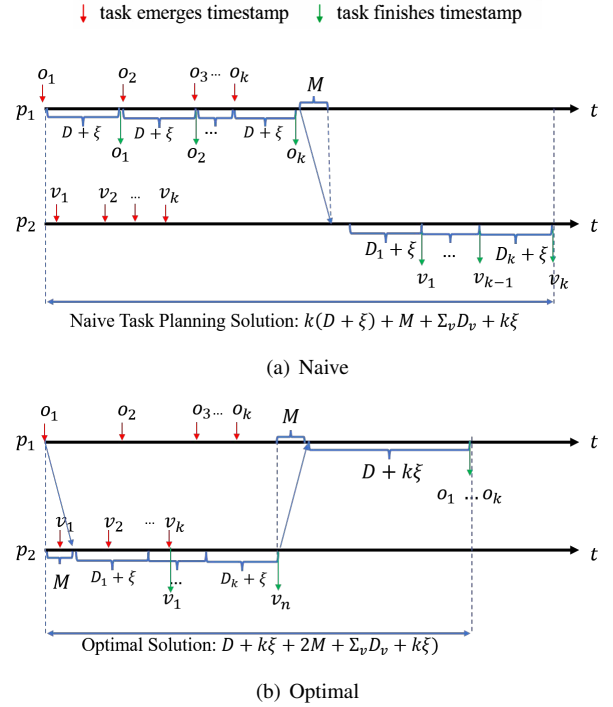 task emerges timestamp task finishes timestamp
o₁ o₂ o₃... oₖ M
p₁ t
D + ξ D + ξ ... D + ξ
o₁ o₂ oₖ
v₁ v₂ ... vₖ
p₂ t
D₁ + ξ ... Dₖ + ξ
v₁ vₖ₋₁ vₖ
Naive Task Planning Solution: k(D + ξ) + M + ΣᵥDᵥ + kξ
(a) Naive
o₁ o₂ o₃... oₖ M
p₁ t
D + kξ
o₁ ... oₖ
v₁ v₂ ... vₖ
p₂ t
M D₁ + ξ ... Dₖ + ξ
v₁ vₙ
Optimal Solution: D + kξ + 2M + ΣᵥDᵥ + kξ)
(b) Optimal